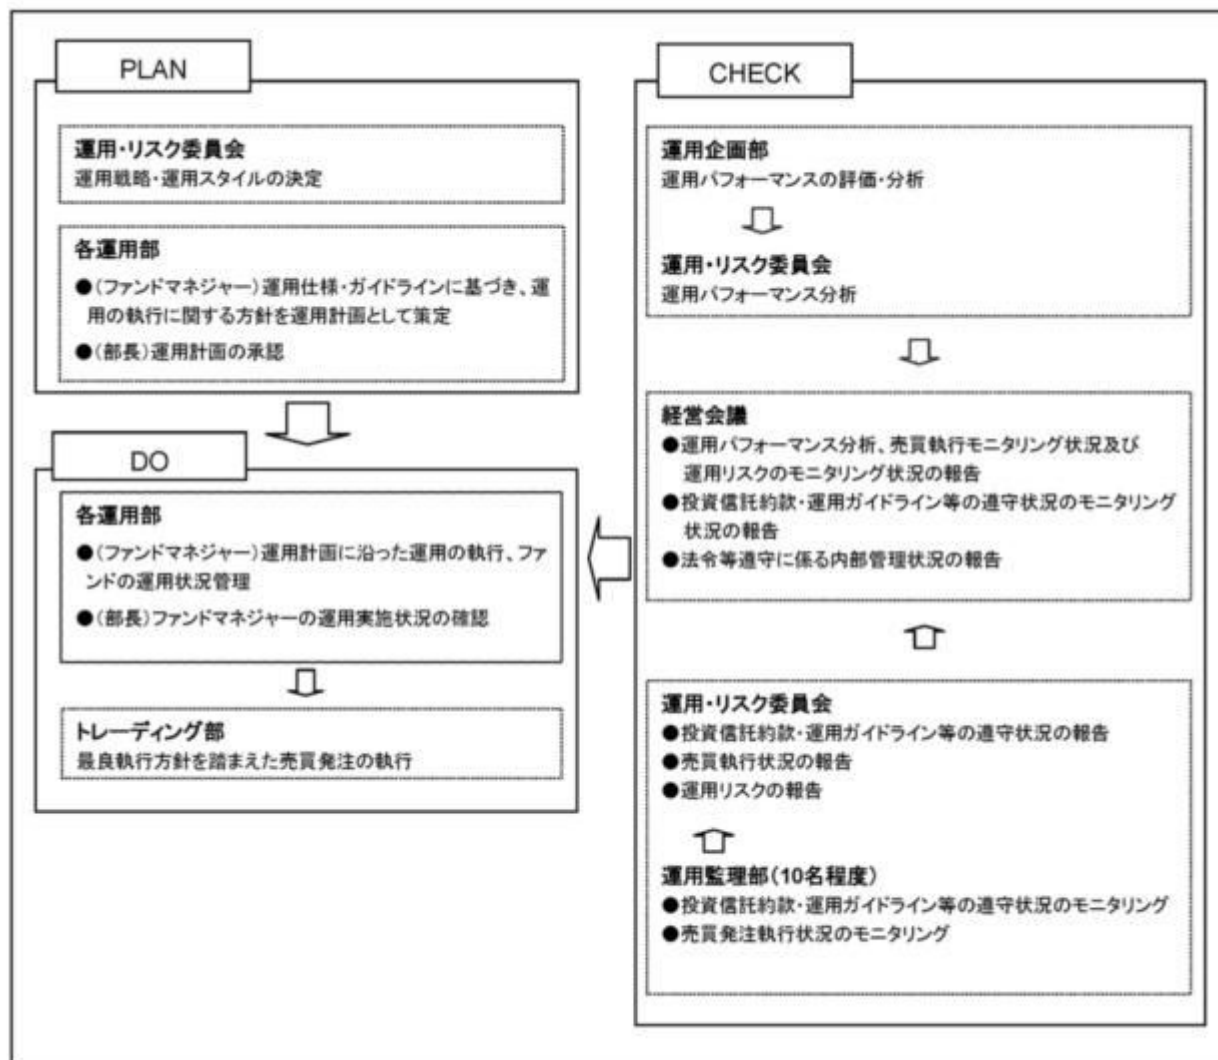 PLAN
運用・リスク委員会
運用戦略・運用スタイルの決定
各運用部
●(ファンドマネジャー)運用仕様・ガイドラインに基づき、運
用の執行に関する方針を運用計画として策定
●(部長)運用計画の承認
DO
各運用部
●(ファンドマネジャー)運用計画に沿った運用の執行、ファ
ンドの運用状況管理
●(部長)ファンドマネジャーの運用実施状況の確認
トレーディング部
最良執行方針を踏まえた売買発注の執行
CHECK
運用企画部
運用パフォーマンスの評価・分析
運用・リスク委員会
運用パフォーマンス分析
経営会議
●運用パフォーマンス分析、売買執行モニタリング状況及び
運用リスクのモニタリング状況の報告
●投資信託約款・運用ガイドライン等の遵守状況のモニタリング
状況の報告
●法令等遵守に係る内部管理状況の報告
運用・リスク委員会
●投資信託約款・運用ガイドライン等の遵守状況の報告
●売買執行状況の報告
●運用リスクの報告
運用監理部(10名程度)
●投資信託約款・運用ガイドライン等の遵守状況のモニタリング
●売買発注執行状況のモニタリング